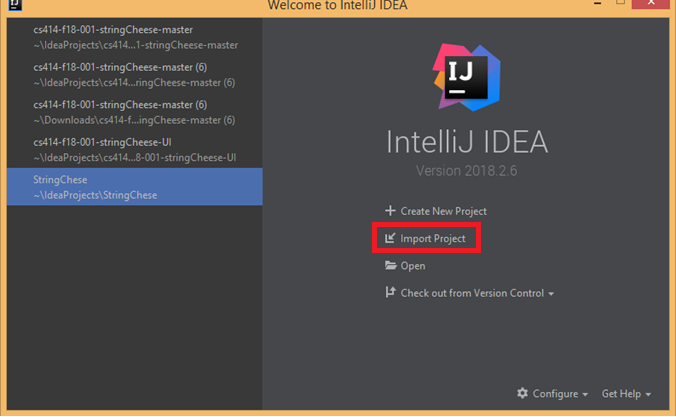 Welcome to IntelliJ IDEA
cs414-f18-001-stringCheese-master
~\IdeaProjects\cs414...1-stringCheese-master
cs414-f18-001-stringCheese-master (6)
~\IdeaProjects\cs414...ringCheese-master (6)
cs414-f18-001-stringCheese-master (6)
~\Downloads\cs414-f...ingCheese-master (6)
cs414-f18-001-stringCheese-UI
~\IdeaProjects\cs414...8-001-stringCheese-UI
StringChese
~\IdeaProjects\StringChese
IJ
IntelliJ IDEA
Version 2018.2.6
Create New Project
Import Project
Open
Check out from Version Control
Configure
Get Help